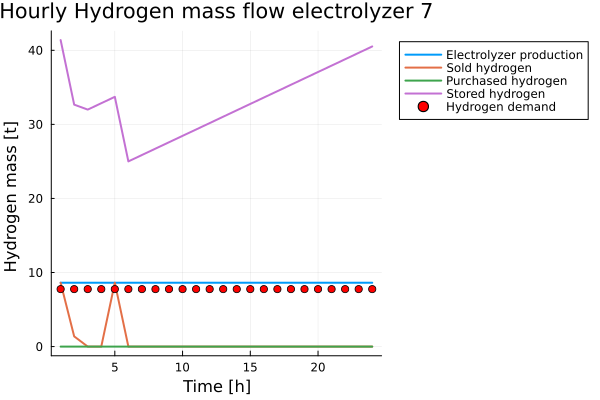 Hourly Hydrogen mass flow electrolyzer 7
Hydrogen mass [t]
40
30
20
10
0
5
10
15
20
Time [h]
Electrolyzer production
Sold hydrogen
Purchased hydrogen
Stored hydrogen
Hydrogen demand